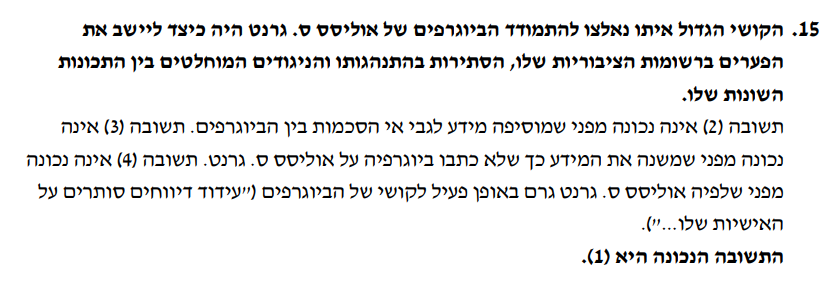 15. הקושי הגדול איתו נאלצו להתמודד הביוגרפים של אוליסס ס. גרנט היה כיצד ליישב את
הפערים ברשומות הציבוריות שלו, הסתירות בהתנהגותו והניגודים המוחלטים בין התכונות
השונות שלו.
תשובה (2) אינה נכונה מפני שמוסיפה מידע לגבי אי הסכמות בין הביוגרפים. תשובה (3) אינה
נכונה מפני שמשנה את המידע כך שלא כתבו ביוגרפיה על אוליסס ס. גרנט. תשובה (4) אינה נכונה
מפני שלפיה אוליסס ס. גרנט גרם באופן פעיל לקושי של הביוגרפים ("עידוד דיווחים סותרים על
האישיות שלו...").
התשובה הנכונה היא (1).